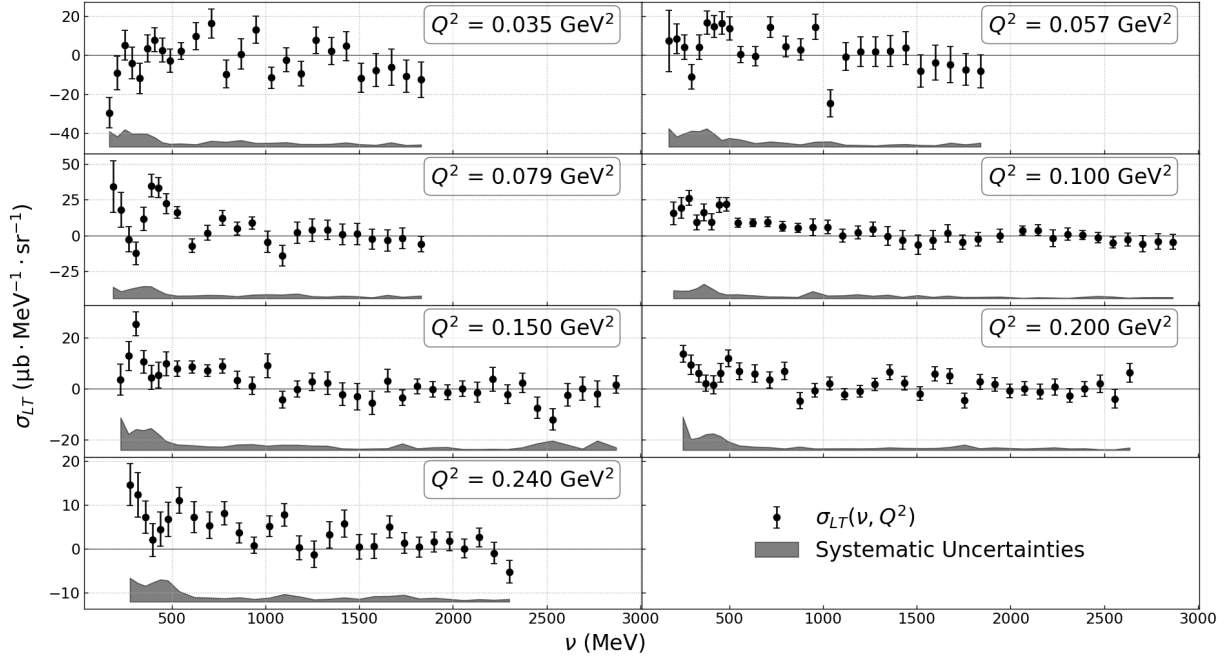 Q² = 0.035 GeV²
20
0
−20
−40
Q² = 0.057 GeV²
Q² = 0.079 GeV²
50
25
0
−25
Q² = 0.100 GeV²
Q² = 0.150 GeV²
20
0
−20
Q² = 0.200 GeV²
Q² = 0.240 GeV²
20
10
0
−10
σ_LT(ν, Q²)
Systematic Uncertainties
σ_LT (μb· MeV⁻¹ · sr⁻¹)
500 1000 1500 2000 2500 3000 500 1000 1500 2000 2500 3000
ν (MeV)